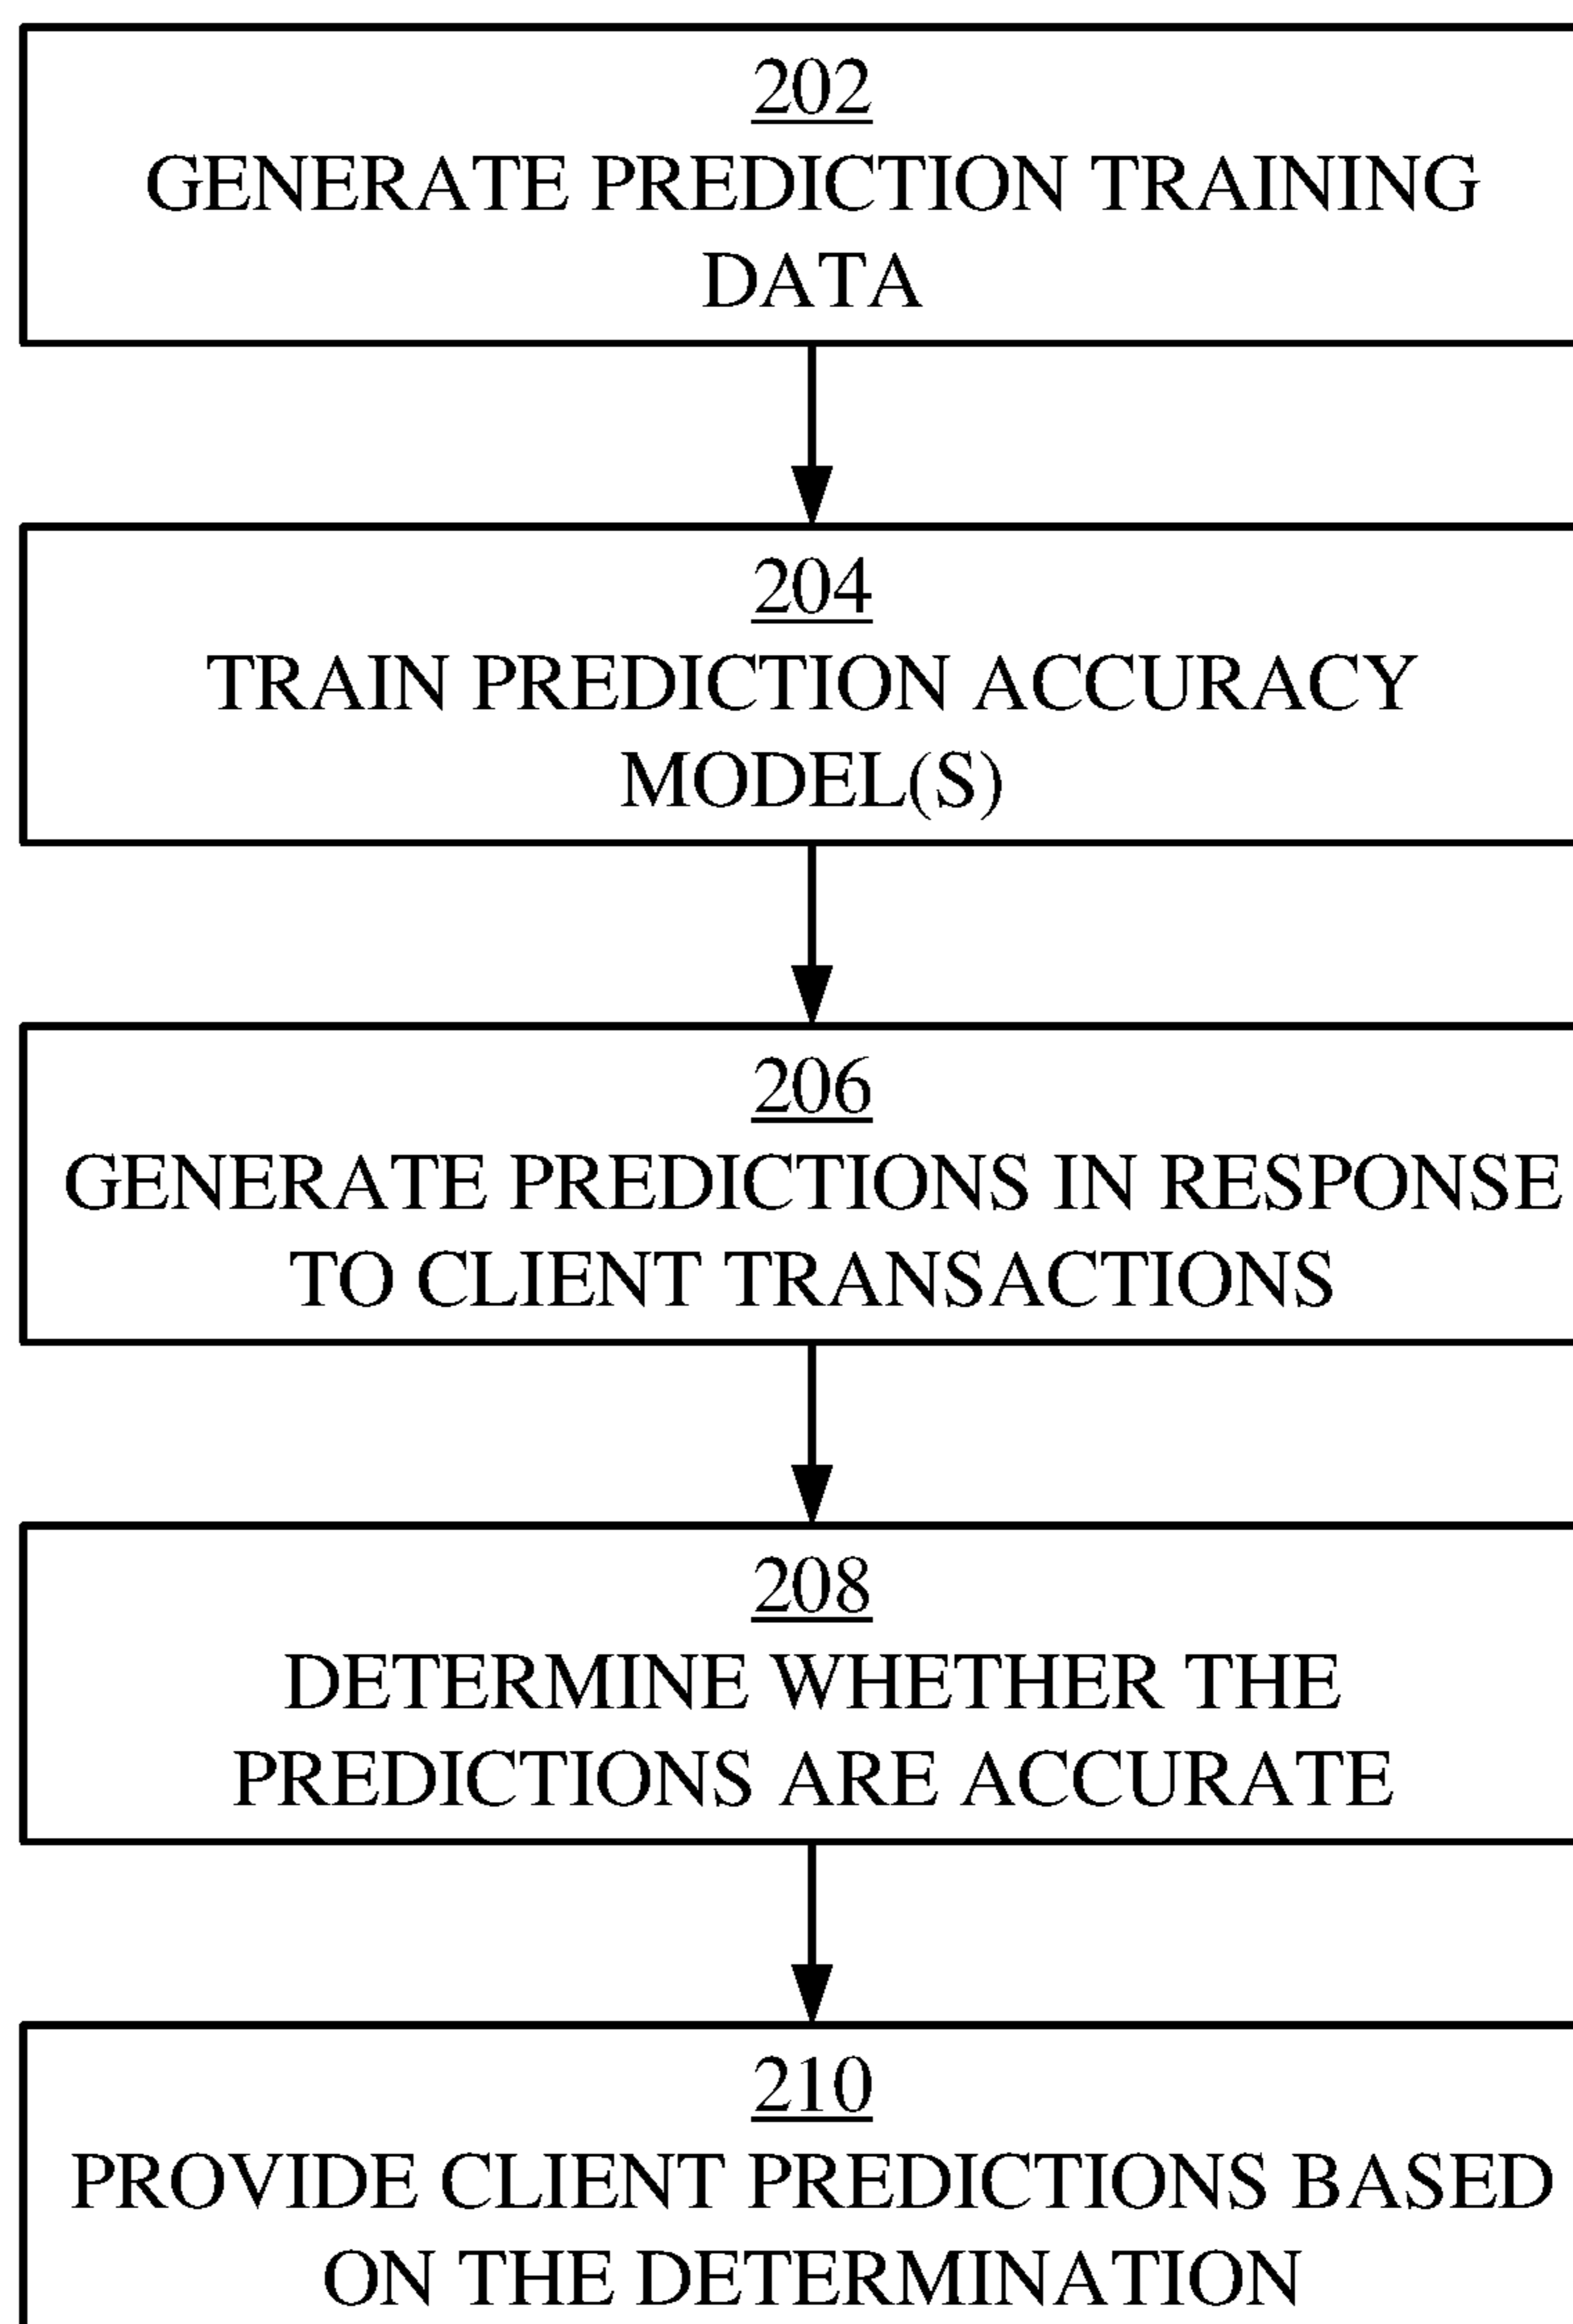 202
GENERATE PREDICTION TRAINING
DATA
204
TRAIN PREDICTION ACCURACY
MODEL(S)
206
GENERATE PREDICTIONS IN RESPONSE
TO CLIENT TRANSACTIONS
208
DETERMINE WHETHER THE
PREDICTIONS ARE ACCURATE
210
PROVIDE CLIENT PREDICTIONS BASED
ON THE DETERMINATION